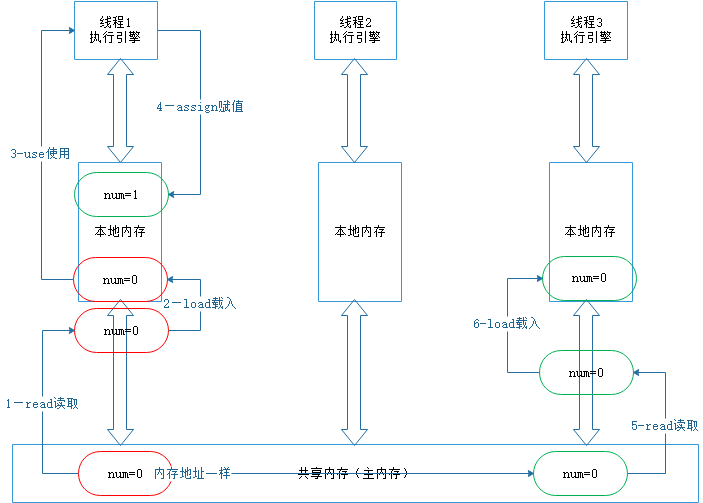 线程1
执行引擎
线程2
执行引擎
线程3
执行引擎
4—assign赋值
3-use使用
num=1
本地内存
本地内存
本地内存
num=0
num=0
2—load载入
num=0
6-load载入
num=0
1—read读取
5-read读取
num=0
内存地址一样
共享内存（主内存）
num=0